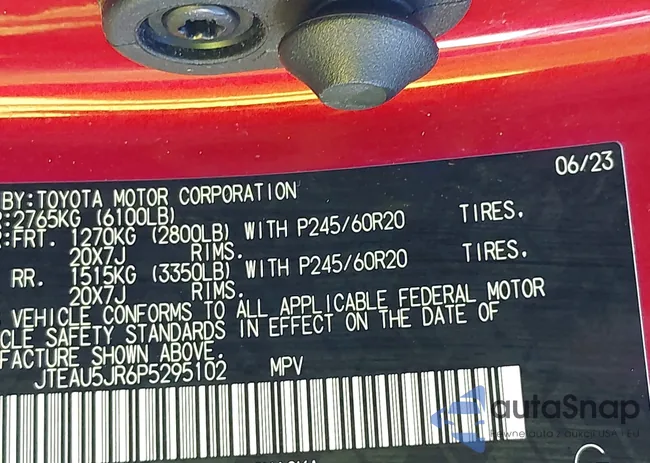 06/23
BY:TOYOTA MOTOR CORPORATION
:2765KG (6100LB)
:FRT. 1270KG (2800LB) WITH P245/60R20 TIRES.
20X7J RIMS.
RR. 1515KG (3350LB) WITH P245/60R20 TIRES.
20X7J RIMS.
VEHICLE CONFORMS TO ALL APPLICABLE FEDERAL MOTOR
CLE SAFETY STANDARDS IN EFFECT ON THE DATE OF
FACTURE SHOWN ABOVE.
JTEAU5JR6P5295102 MPV
autaSnap